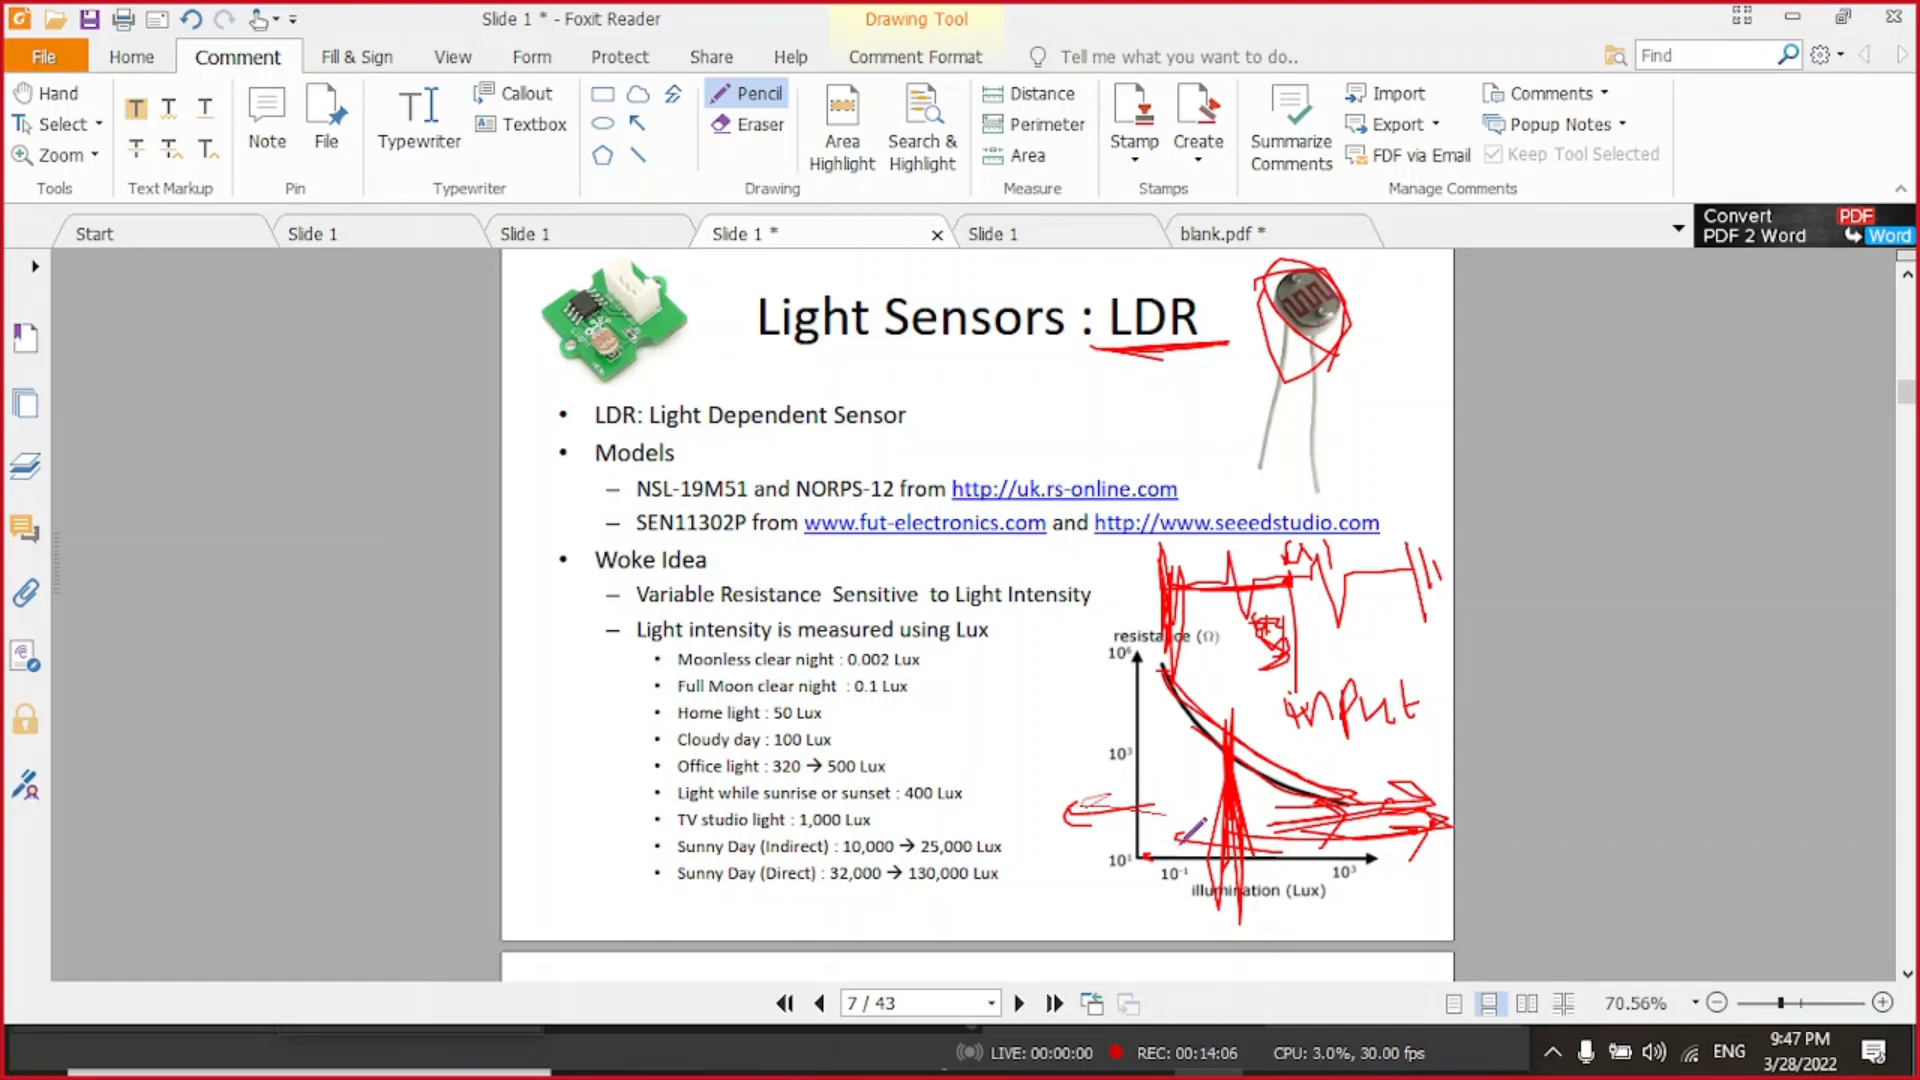 Slide 1 * - Foxit Reader
Drawing Tool
File Home Comment Fill & Sign View Form Protect Share Help Comment Format Tell me what you want to do.. Find
Hand
Select
Zoom
Tools
Text Markup
Note
File
Pin
Typewriter
Callout
Textbox
Typewriter
Pencil
Eraser
Drawing
Area Highlight
Search & Highlight
Distance
Perimeter
Area
Measure
Stamp
Create
Stamps
Summarize Comments
Import
Export
FDF via Email
Comments
Popup Notes
Keep Tool Selected
Manage Comments
Start
Slide 1
Slide 1
Slide 1 *
Slide 1
blank.pdf *
Convert PDF
PDF 2 Word Word
Light Sensors : LDR
• LDR: Light Dependent Sensor
• Models
– NSL-19M51 and NORPS-12 from http://uk.rs-online.com
– SEN11302P from www.fut-electronics.com and http://www.seeedstudio.com
• Woke Idea
– Variable Resistance Sensitive to Light Intensity
– Light intensity is measured using Lux
• Moonless clear night : 0.002 Lux
• Full Moon clear night : 0.1 Lux
• Home light : 50 Lux
• Cloudy day : 100 Lux
• Office light : 320 → 500 Lux
• Light while sunrise or sunset : 400 Lux
• TV studio light : 1,000 Lux
• Sunny Day (Indirect) : 10,000 → 25,000 Lux
• Sunny Day (Direct) : 32,000 → 130,000 Lux
resistance (Ω)
10⁶
input
10³
10¹
10⁻¹ 10³
illumination (Lux)
7 / 43
70.56%
LIVE: 00:00:00 REC: 00:14:06 CPU: 3.0%, 30.00 fps
ENG
9:47 PM
3/28/2022